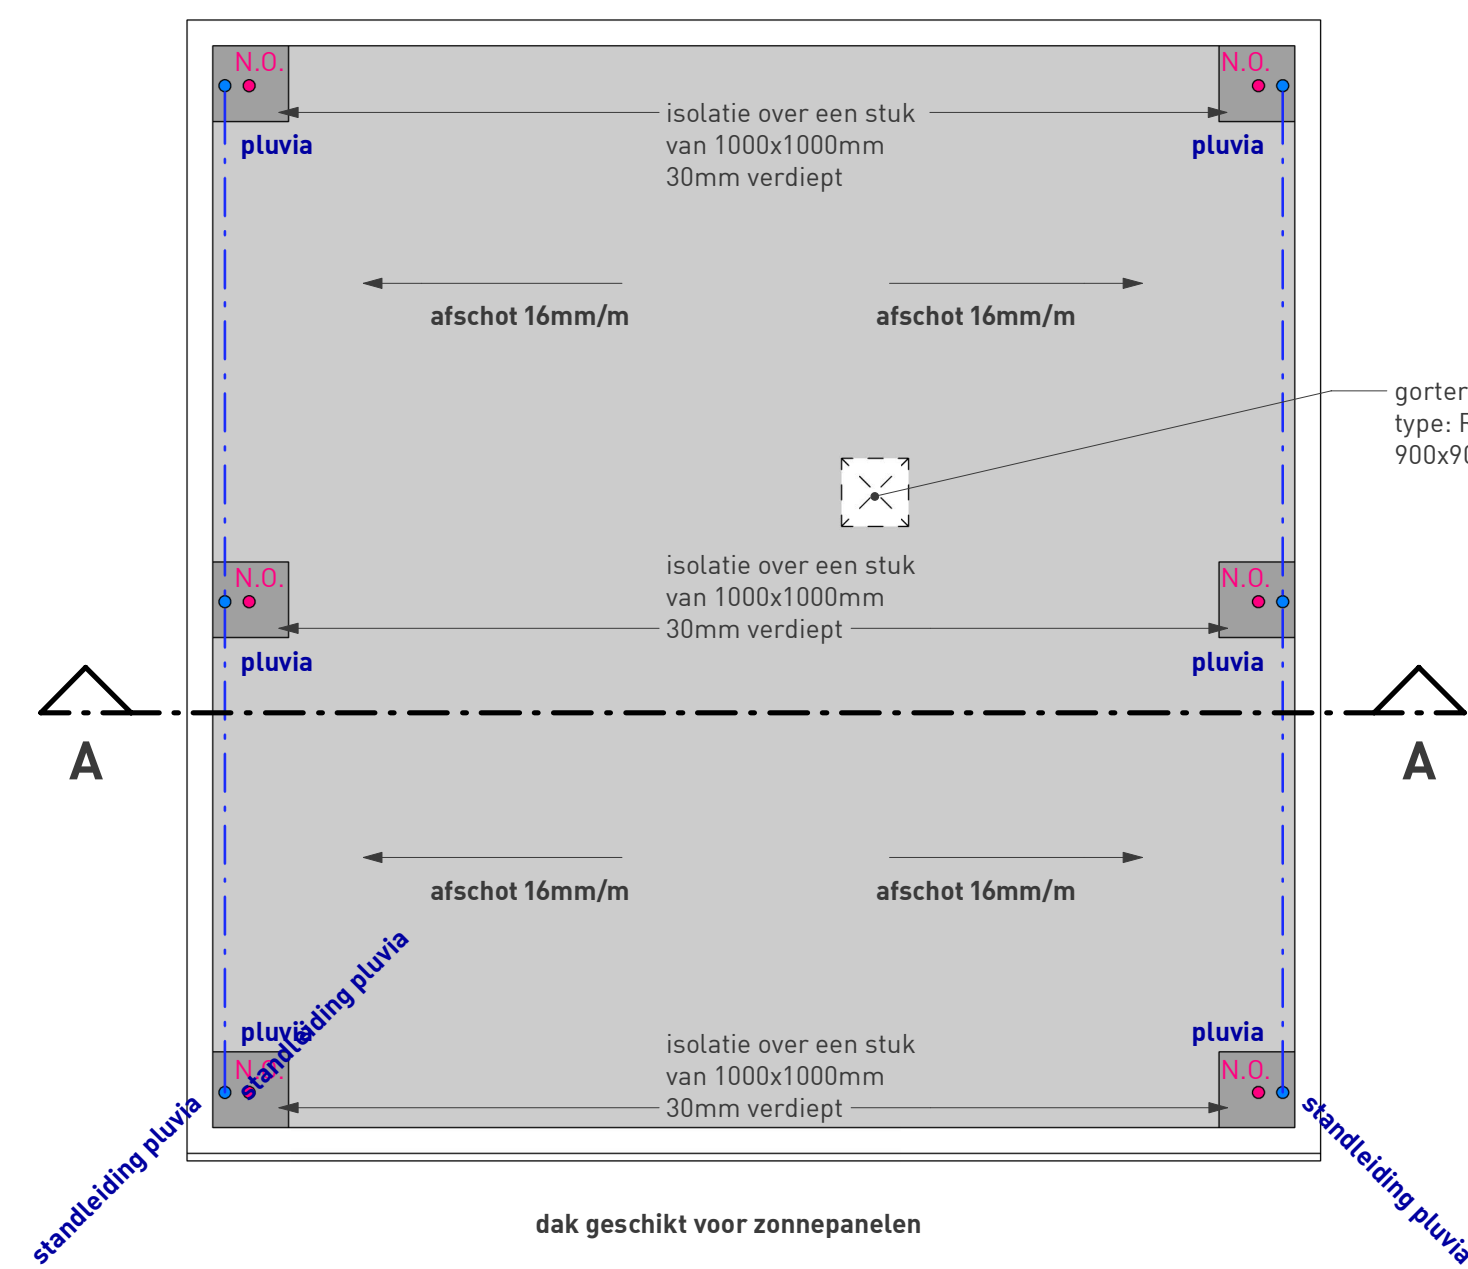 N.O.
N.O.
isolatie over een stuk
van 1000x1000mm
30mm verdiept
pluvia
pluvia
afschot 16mm/m
afschot 16mm/m
gorter
type:
isolatie over een stuk
van 1000x1000mm
30mm verdiept
N.O.
N.O.
pluvia
pluvia
A
A
afschot 16mm/m
afschot 16mm/m
standleiding pluvia
pluvia
pluvia
isolatie over een stuk
van 1000x1000mm
30mm verdiept
N.O.
N.O.
standleiding pluvia
standleiding pluvia
dak geschikt voor zonnepanelen